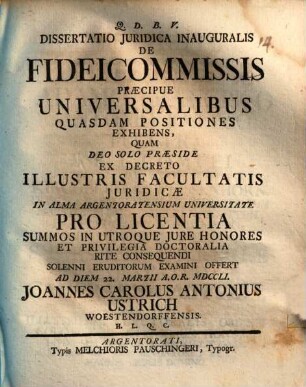 Q. D. B. V.
DISSERTATIO JURIDICA INAUGURALIS
DE
FIDEICOMMISSIS
PRÆCIPUE
UNIVERSALIBUS
QUASDAM POSITIONES
EXHIBENS,
QUAM
DEO SOLO PRÆSIDE
EX DECRETO
ILLUSTRIS FACULTATIS
JURIDICÆ
IN ALMA ARGENTORATENSIUM UNIVERSITATE
PRO LICENTIA
SUMMOS IN UTROQUE JURE HONORES
ET PRIVILEGIA DOCTORALIA
RITE CONSEQUENDI
SOLENNI ERUDITORUM EXAMINI OFFERT
AD DIEM 22. MARTII A.O.R. MDCCLI.
JOANNES CAROLUS ANTONIUS
USTRICH
WOESTENDORFFENSIS.
H. L. Q. C.
ARGENTORATI,
Typis MELCHIORIS PAUSCHINGERI, Typogr.